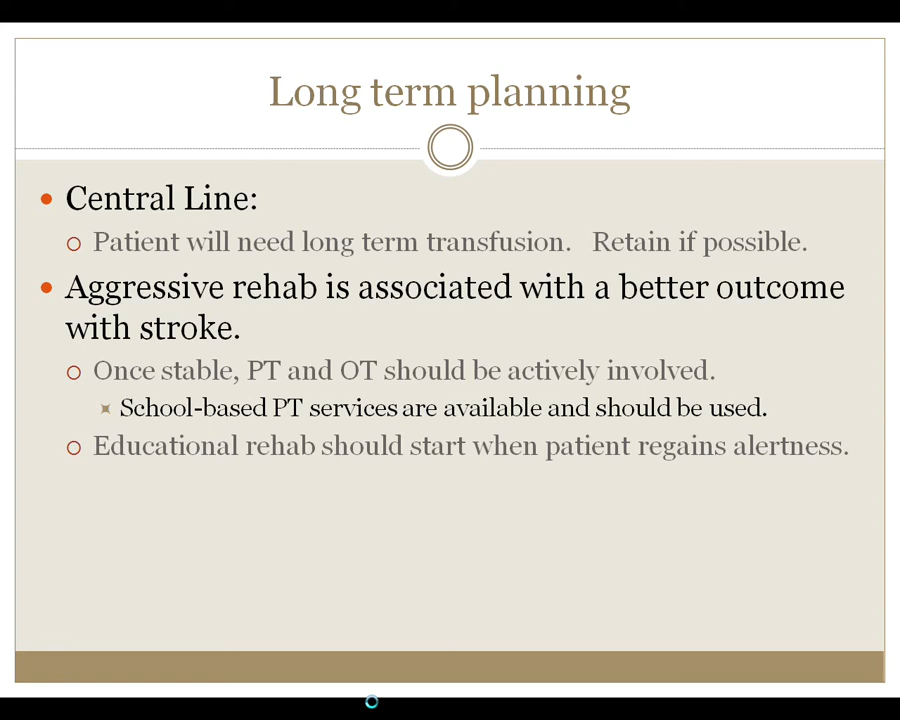 Long term planning
Central Line:
Patient will need long term transfusion.   Retain if possible.
Aggressive rehab is associated with a better outcome
with stroke.
Once stable, PT and OT should be actively involved.
School-based PT services are available and should be used.
Educational rehab should start when patient regains alertness.